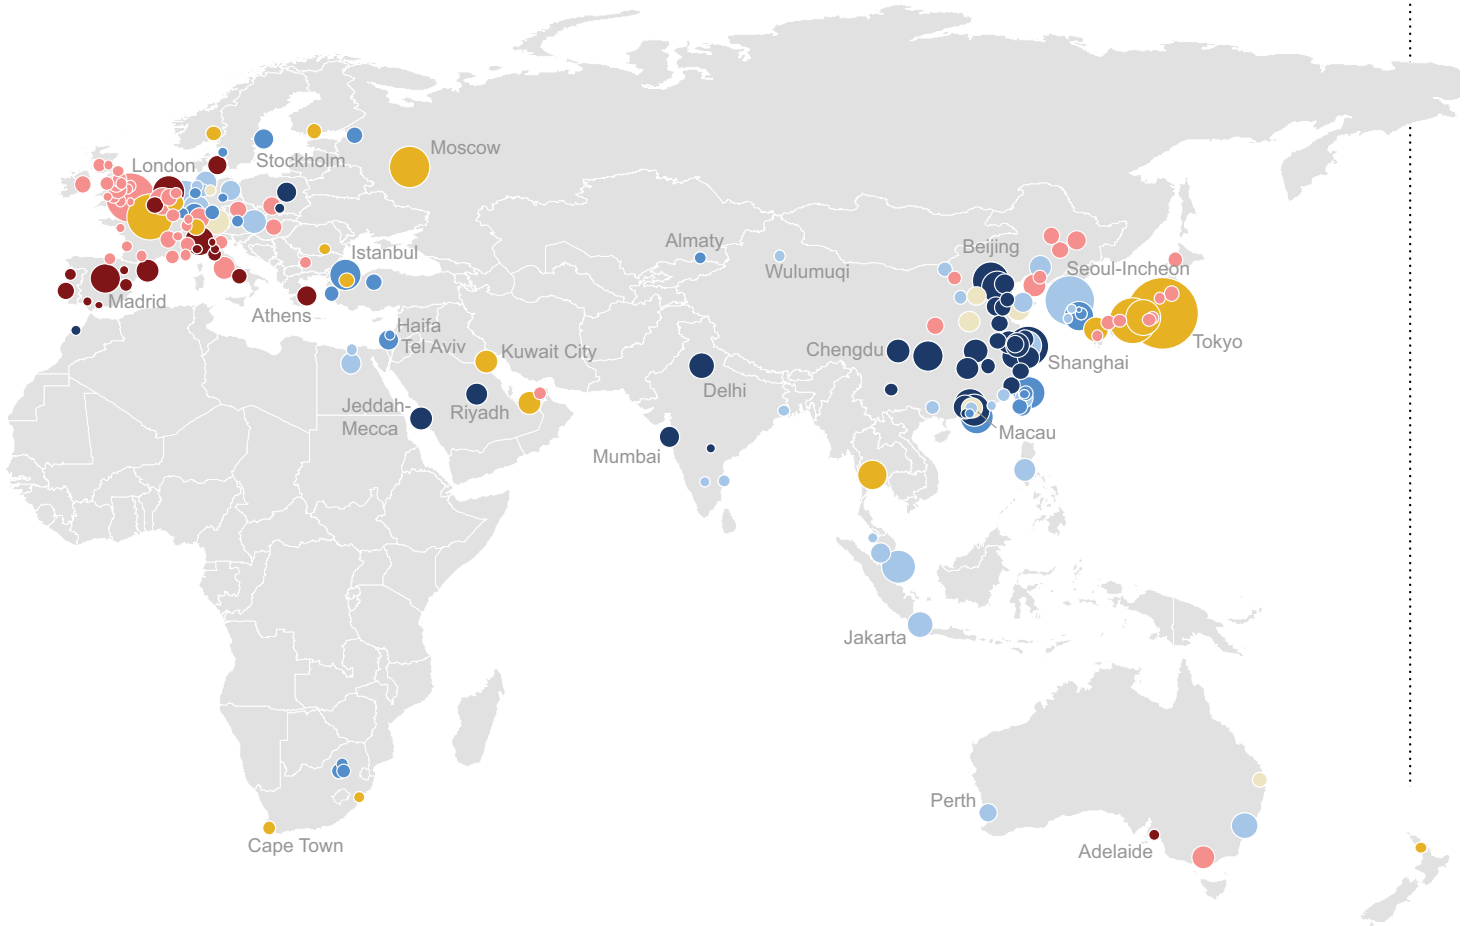 Moscow
London
Stockholm
Istanbul
Almaty
Beijing
Wulumuqi
Seoul-Incheon
Madrid
Athens
Haifa
Tel Aviv
Kuwait City
Chengdu
Tokyo
Shanghai
Delhi
Jeddah-
Mecca
Riyadh
Macau
Mumbai
Jakarta
Perth
Cape Town
Adelaide